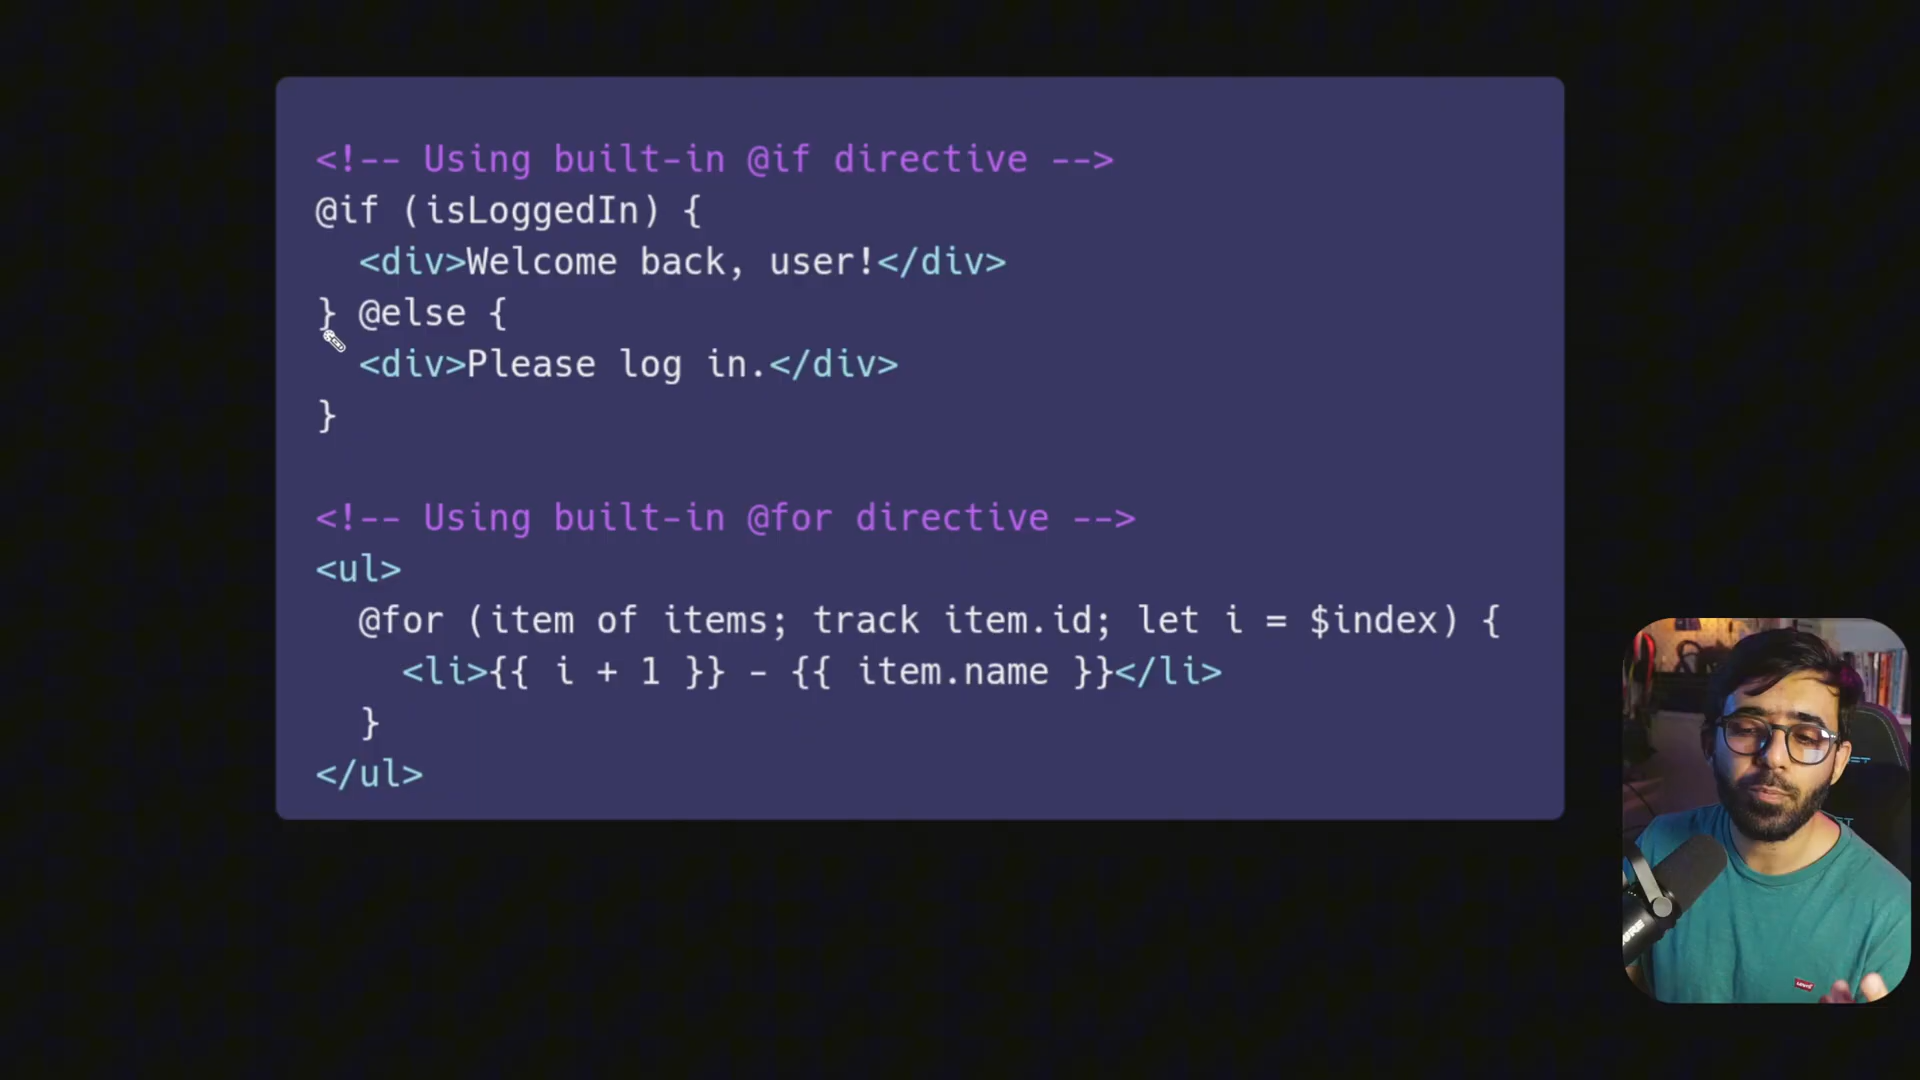 <!-- Using built-in @if directive -->
@if (isLoggedIn) {
  <div>Welcome back, user!</div>
} @else {
  <div>Please log in.</div>
}

<!-- Using built-in @for directive -->
<ul>
  @for (item of items; track item.id; let i = $index) {
    <li>{{ i + 1 }} - {{ item.name }}</li>
  }
</ul>